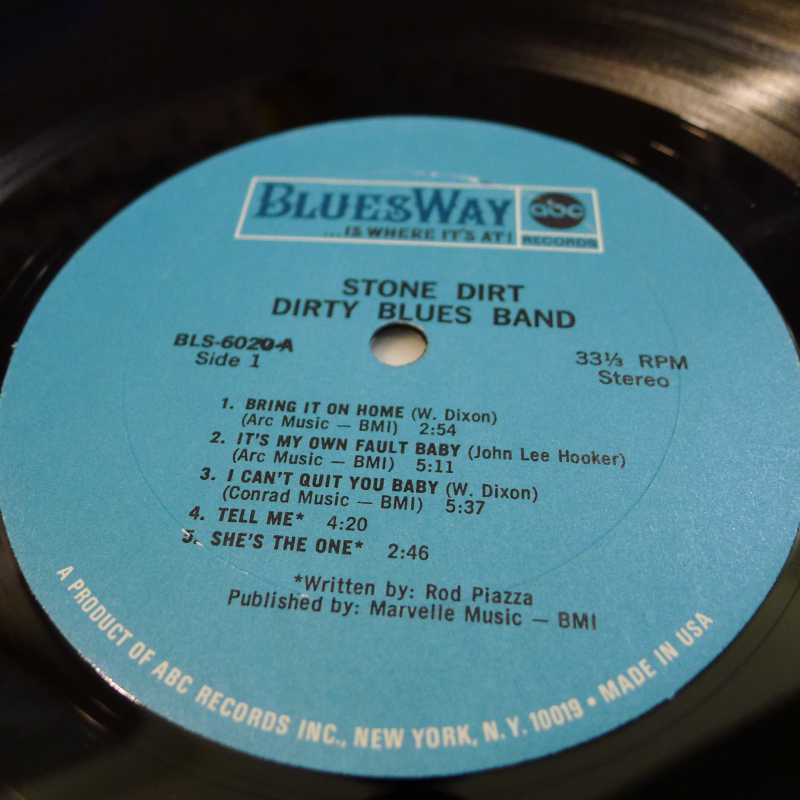 BLUESWAY
...IS WHERE IT'S AT!
abc
RECORDS
STONE DIRT
DIRTY BLUES BAND
BLS-6020-A
Side 1
33⅓ RPM
Stereo
1. BRING IT ON HOME (W. Dixon)
(Arc Music — BMI) 2:54
2. IT'S MY OWN FAULT BABY (John Lee Hooker)
(Arc Music — BMI) 5:11
3. I CAN'T QUIT YOU BABY (W. Dixon)
(Conrad Music — BMI) 5:37
4. TELL ME* 4:20
5. SHE'S THE ONE* 2:46
*Written by: Rod Piazza
Published by: Marvelle Music — BMI
A PRODUCT OF ABC RECORDS INC., NEW YORK, N.Y. 10019 • MADE IN USA